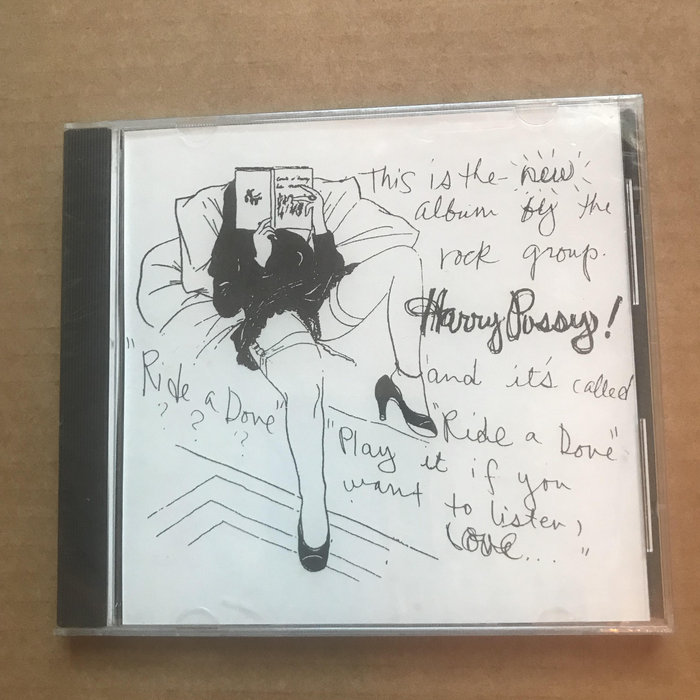 This is the new
album by the
rock group.
Harry Pussy!
and it's called
"Ride a Dove"
"Ride a Dove"
? ? ?
"Play it if you
want to listen,
Love...."